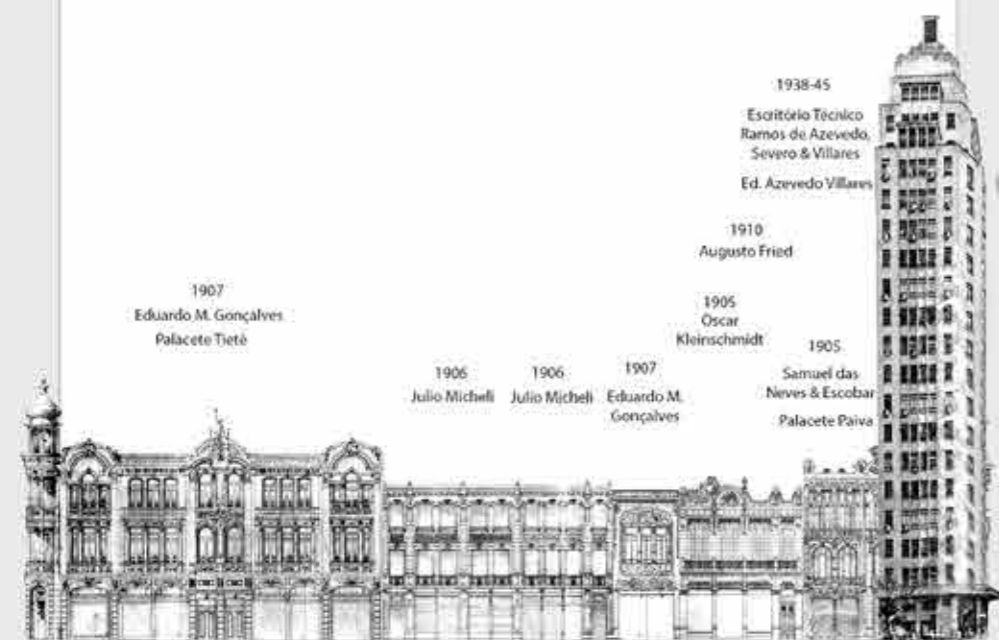 1938-45
Escritório Técnico
Ramos de Azevedo,
Severo & Villares
Ed. Azevedo Villares
1910
Augusto Fried
1907
Eduardo M. Gonçalves
Palacete Tietê
1905
Oscar
Kleinschmidt
1905
Samuel das
Neves & Escobar
Palacete Paiva
1906
Julio Micheli
1906
Julio Micheli
1907
Eduardo M.
Gonçalves